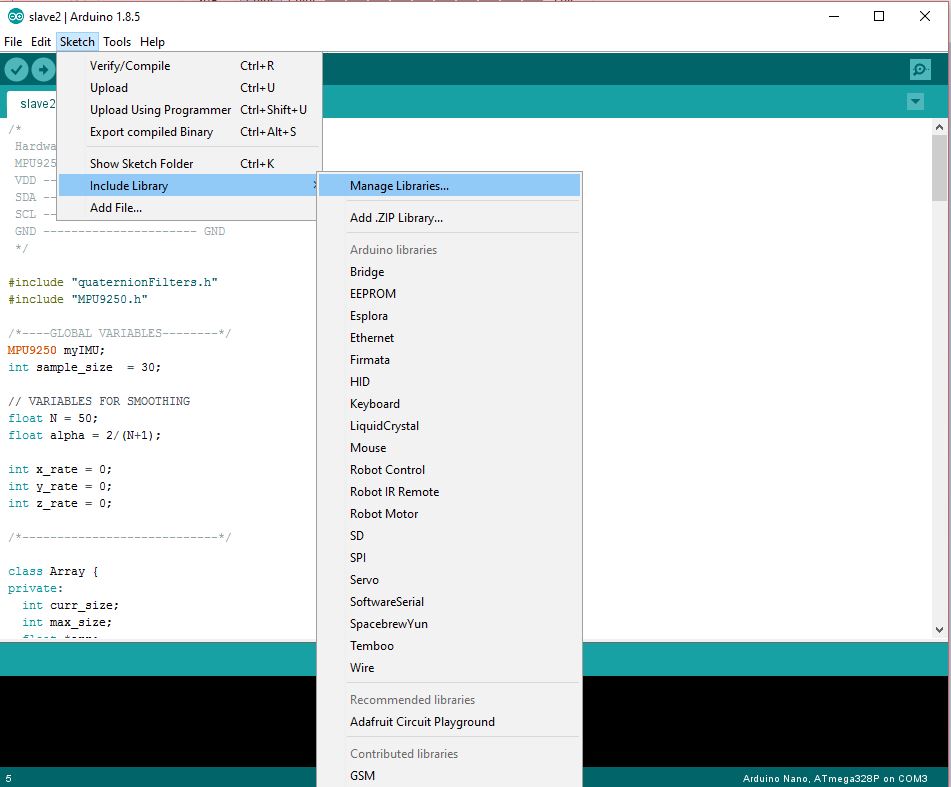 slave2 | Arduino 1.8.5
File Edit Sketch Tools Help
Verify/Compile Ctrl+R
Upload Ctrl+U
Upload Using Programmer Ctrl+Shift+U
Export compiled Binary Ctrl+Alt+S
Show Sketch Folder Ctrl+K
Include Library
Add File...
Manage Libraries...
Add .ZIP Library...
Arduino libraries
Bridge
EEPROM
Esplora
Ethernet
Firmata
HID
Keyboard
LiquidCrystal
Mouse
Robot Control
Robot IR Remote
Robot Motor
SD
SPI
Servo
SoftwareSerial
SpacebrewYun
Temboo
Wire
Recommended libraries
Adafruit Circuit Playground
Contributed libraries
GSM
slave2
/*
Hardwa
MPU925
VDD --
SDA --
SCL --
GND ---------------------- GND
*/
#include "quaternionFilters.h"
#include "MPU9250.h"
/*----GLOBAL VARIABLES--------*/
MPU9250 myIMU;
int sample_size  = 30;
// VARIABLES FOR SMOOTHING
float N = 50;
float alpha = 2/(N+1);
int x_rate = 0;
int y_rate = 0;
int z_rate = 0;
/*----------------------------*/
class Array {
private:
int curr_size;
int max_size;
5
Arduino Nano, ATmega328P on COM3